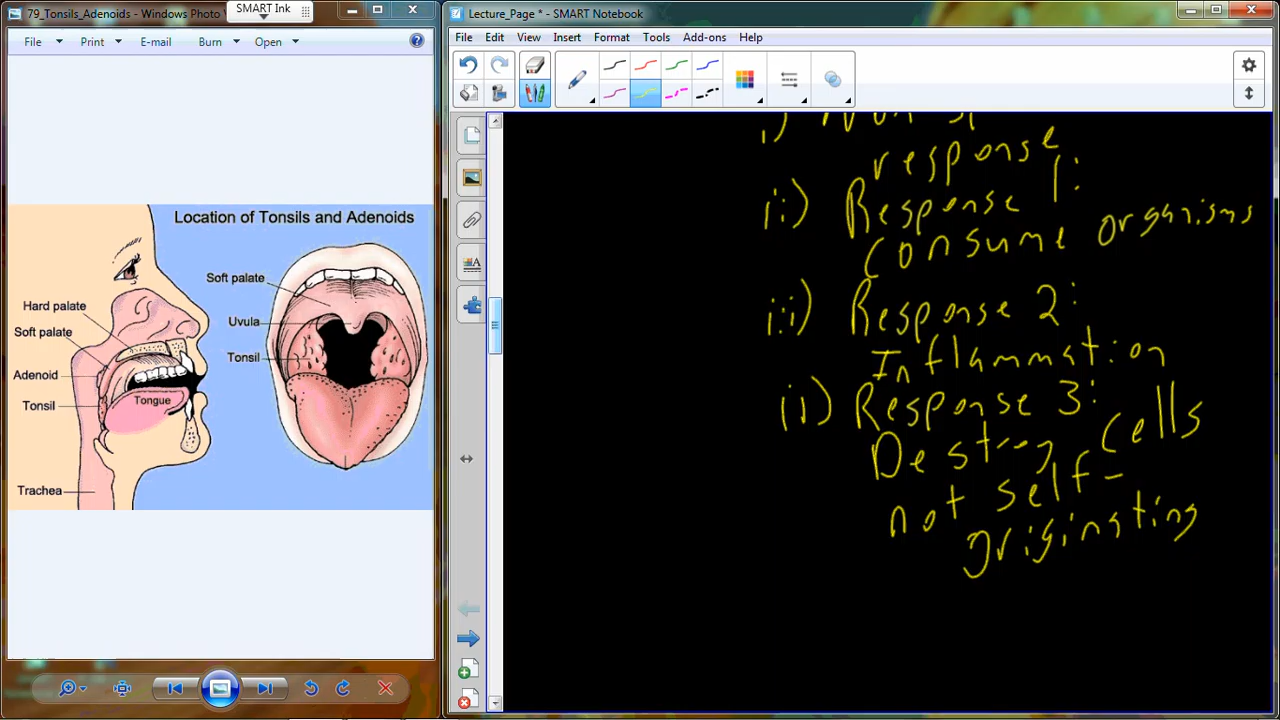 79_Tonsils_Adenoids - Windows Photo
SMART Ink
File Print E-mail Burn Open
Location of Tonsils and Adenoids
Soft palate
Hard palate
Soft palate
Uvula
Tonsil
Adenoid
Tongue
Tonsil
Trachea
Lecture_Page * - SMART Notebook
File Edit View Insert Format Tools Add-ons Help
response
ii) Response 1:
Consume organisms
iii) Response 2:
Inflammation
Response 3:
Destroy cells
not self-
originating